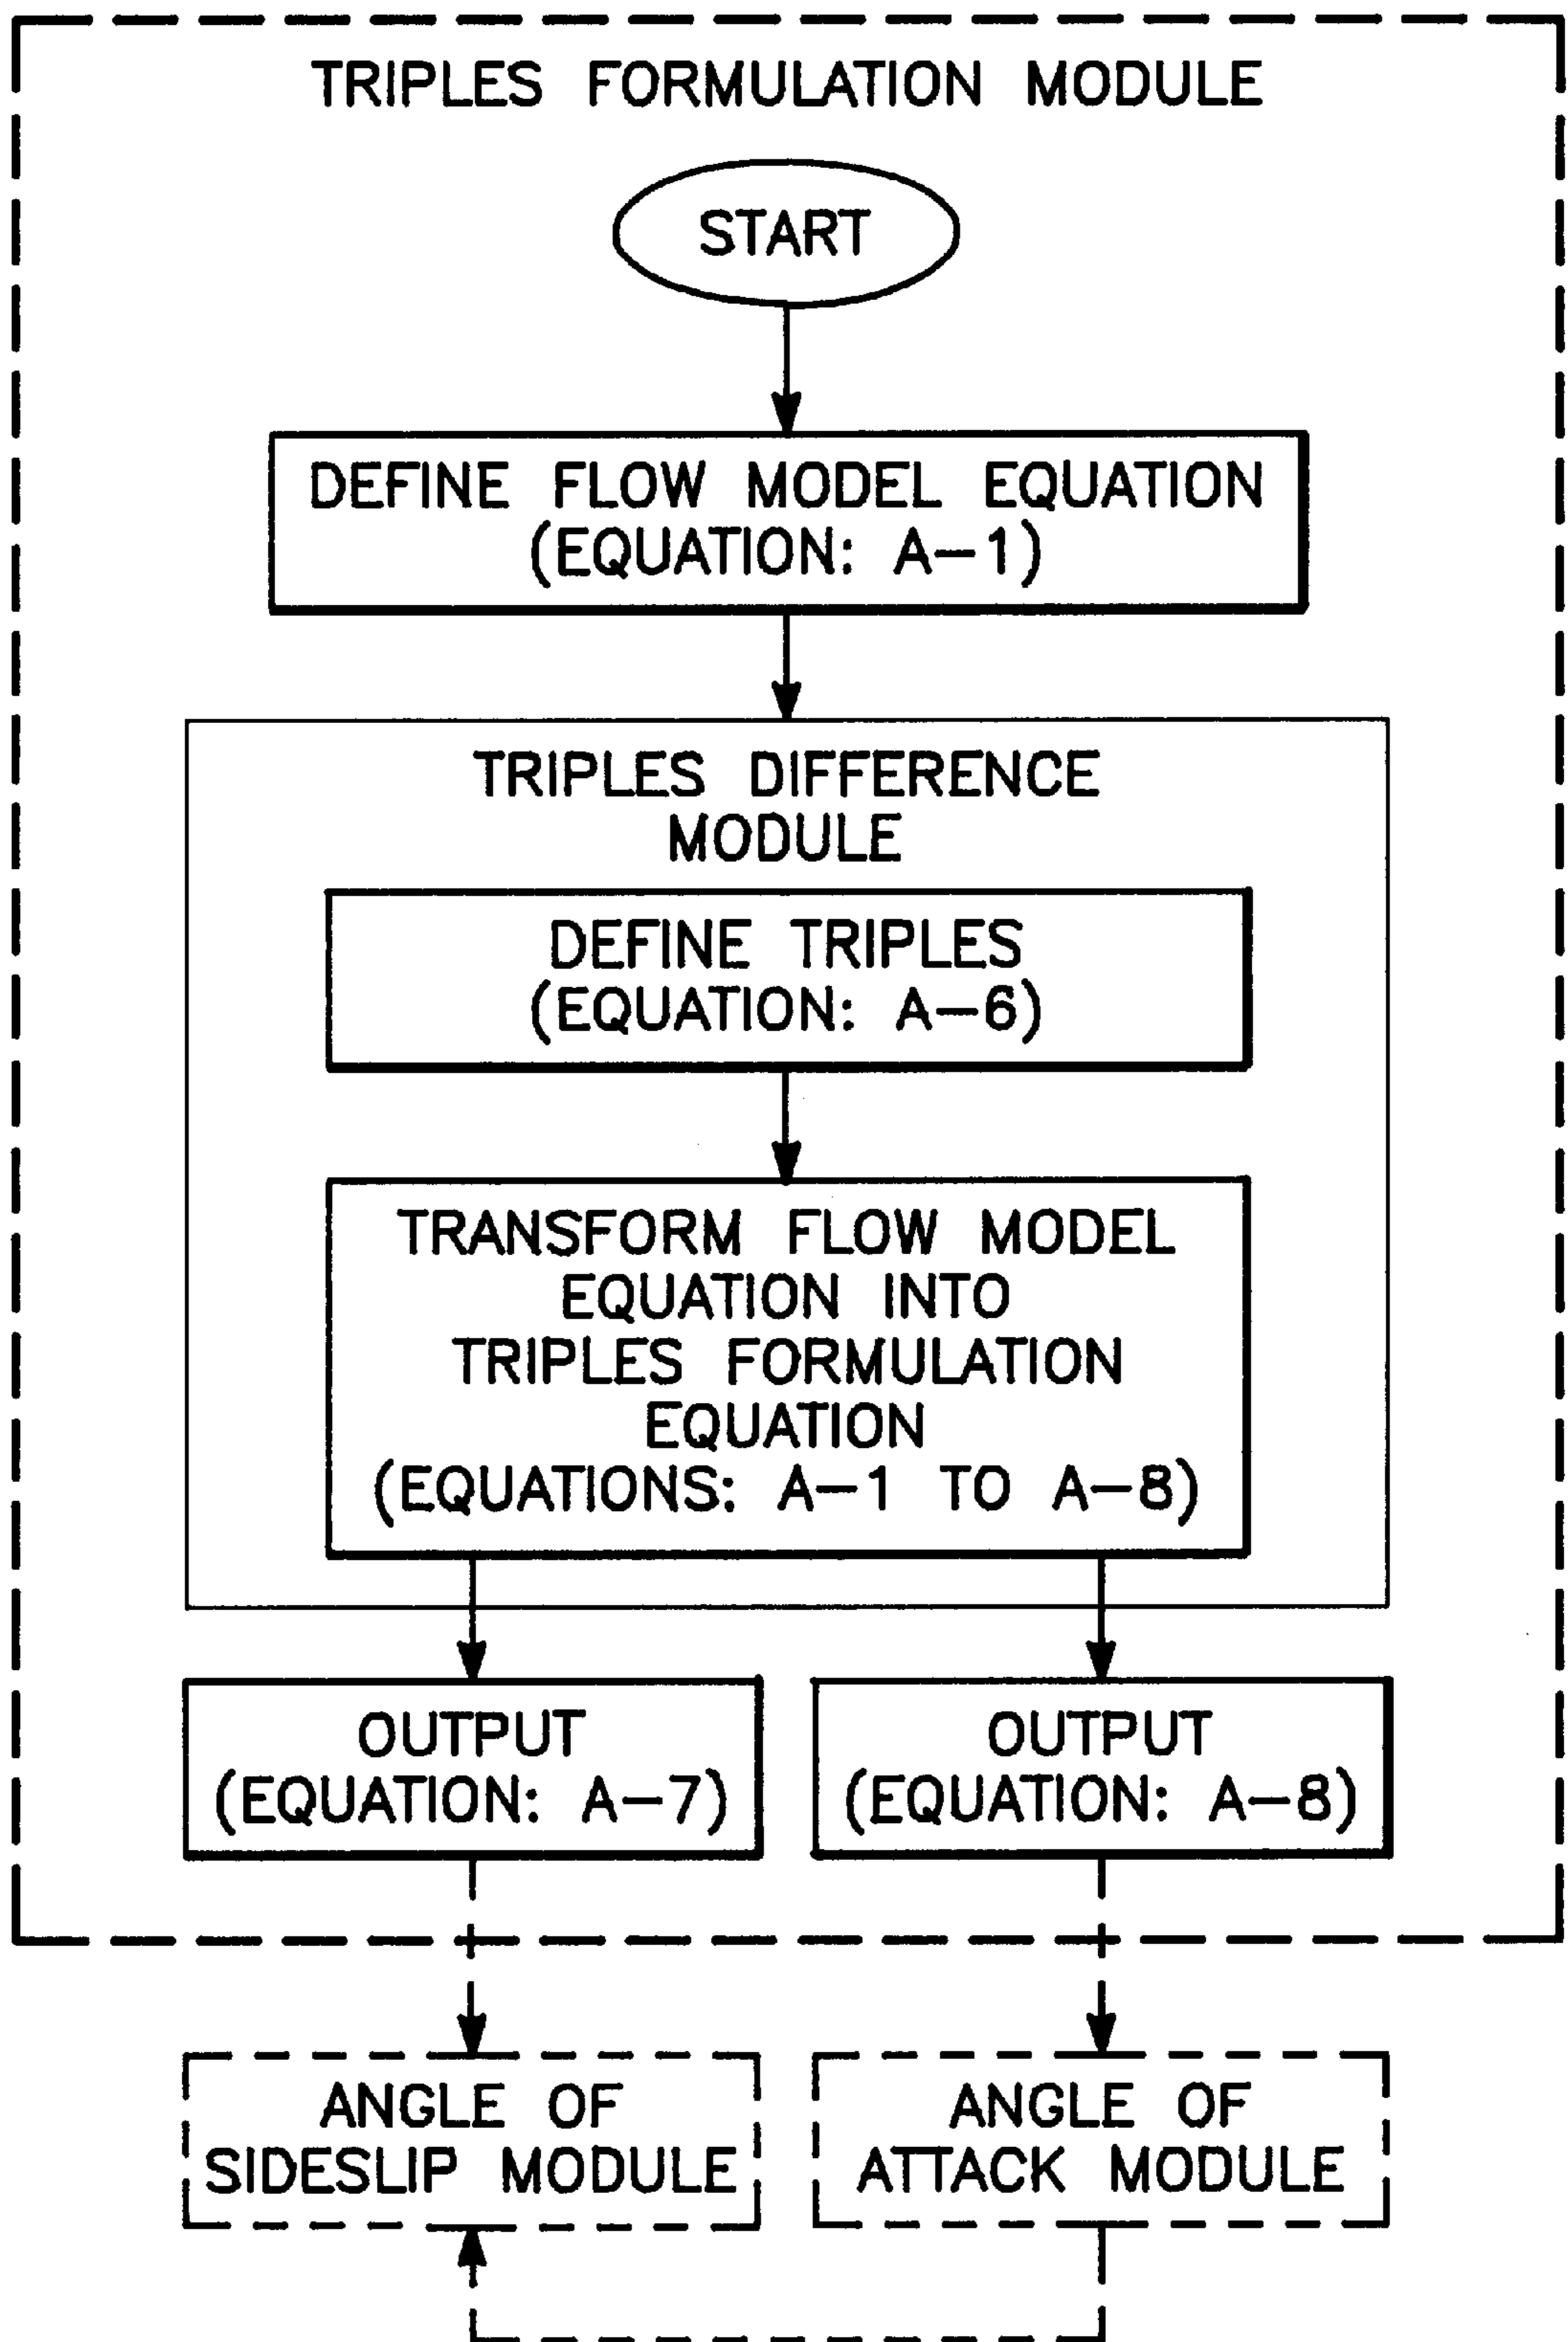 TRIPLES FORMULATION MODULE
START
DEFINE FLOW MODEL EQUATION
(EQUATION: A-1)
TRIPLES DIFFERENCE
MODULE
DEFINE TRIPLES
(EQUATION: A-6)
TRANSFORM FLOW MODEL
EQUATION INTO
TRIPLES FORMULATION
EQUATION
(EQUATIONS: A-1 TO A-8)
OUTPUT
(EQUATION: A-7)
OUTPUT
(EQUATION: A-8)
ANGLE OF
SIDESLIP MODULE
ANGLE OF
ATTACK MODULE